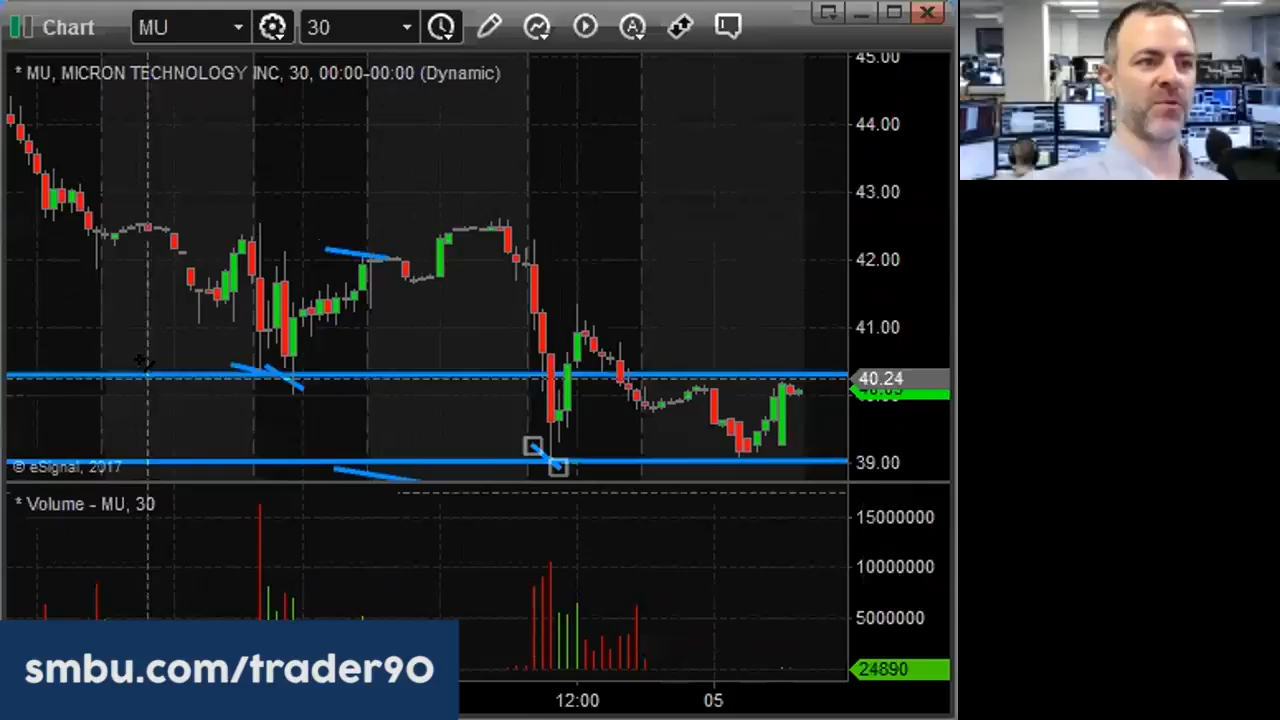 Chart MU 30 A
* MU, MICRON TECHNOLOGY INC, 30, 00:00-00:00 (Dynamic)
45.00
44.00
43.00
42.00
41.00
40.24
39.00
© eSignal, 2017
* Volume - MU, 30
15000000
10000000
5000000
24890
smbu.com/trader90
12:00 05